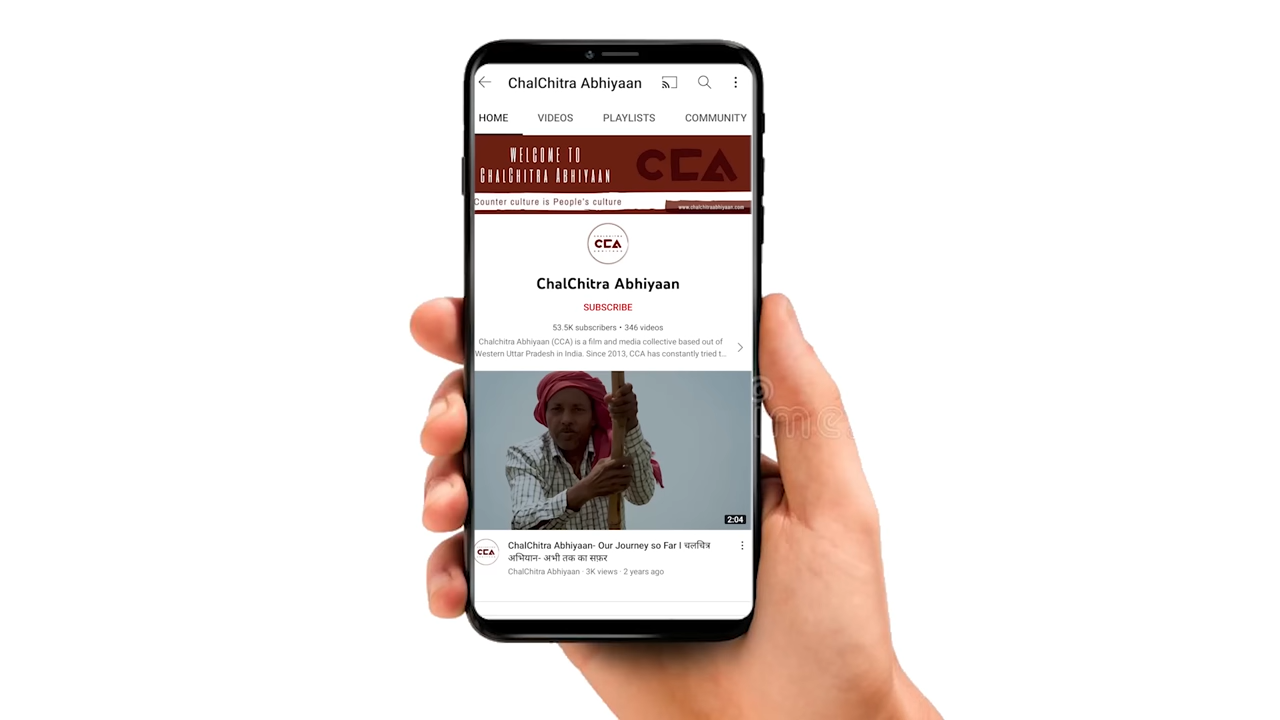 ChalChitra Abhiyaan
HOME VIDEOS PLAYLISTS COMMUNITY
WELCOME TO
CHALCHITRA ABHIYAAN
CCA
Counter culture is People's culture
www.chalchitraabhiyaan.com
CCA
ChalChitra Abhiyaan
SUBSCRIBE
53.5K subscribers • 346 videos
Chalchitra Abhiyaan (CCA) is a film and media collective based out of
Western Uttar Pradesh in India. Since 2013, CCA has constantly tried t...
2:04
CCA
ChalChitra Abhiyaan- Our Journey so Far l चलचित्र
अभियान- अभी तक का सफ़र
ChalChitra Abhiyaan · 3K views · 2 years ago